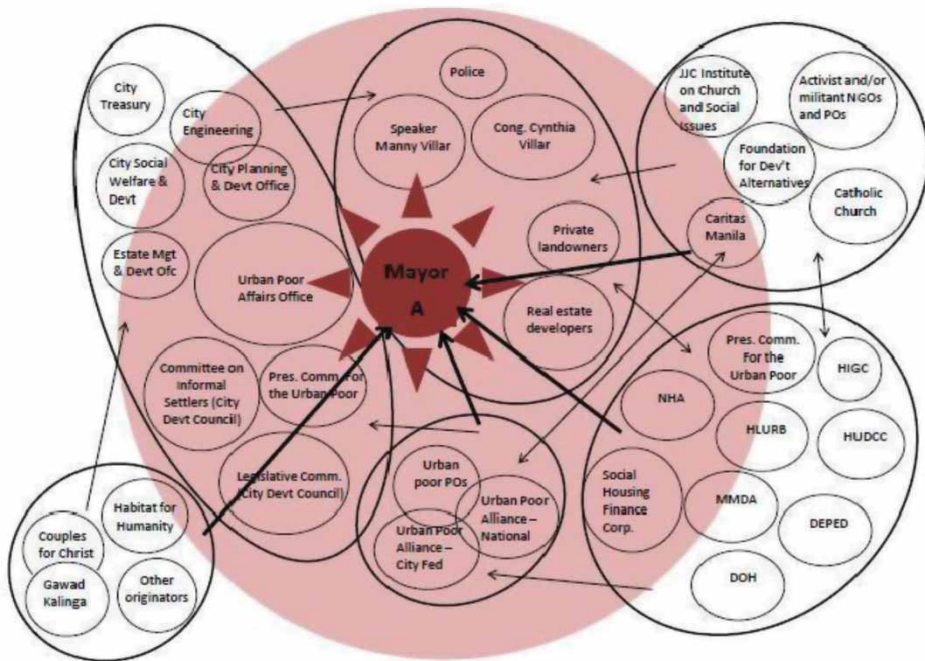 City
Treasury
City
Engineering
City Social
Welfare &
Devt
City Planning
& Devt Office
Estate Mgt
& Devt Ofc
Urban Poor
Affairs Office
Committee on
Informal
Settlers (City
Devt Council)
Pres. Comm. For
the Urban Poor
Legislative Comm.
(City Devt Council)
Police
Speaker
Manny Villar
Cong. Cynthia
Villar
Private
landowners
Real estate
developers
Mayor
A
JJC Institute
on Church
and Social
Issues
Activist and/or
militant NGOs
and POs
Foundation
for Dev't
Alternatives
Catholic
Church
Caritas
Manila
Pres. Comm.
For the
Urban Poor
HIGC
NHA
HLURB
HUDCC
Social
Housing
Finance
Corp.
MMDA
DEPED
DOH
Urban
poor POs
Urban Poor
Alliance –
National
Urban Poor
Alliance –
City Fed
Habitat for
Humanity
Couples
for Christ
Gawad
Kalinga
Other
originators